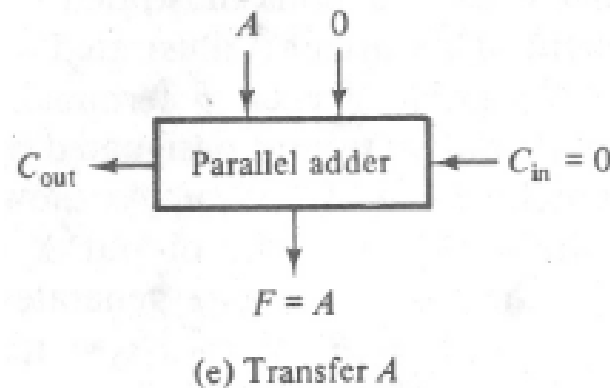 A 0
C_out Parallel adder C_in = 0
F = A
(e) Transfer A